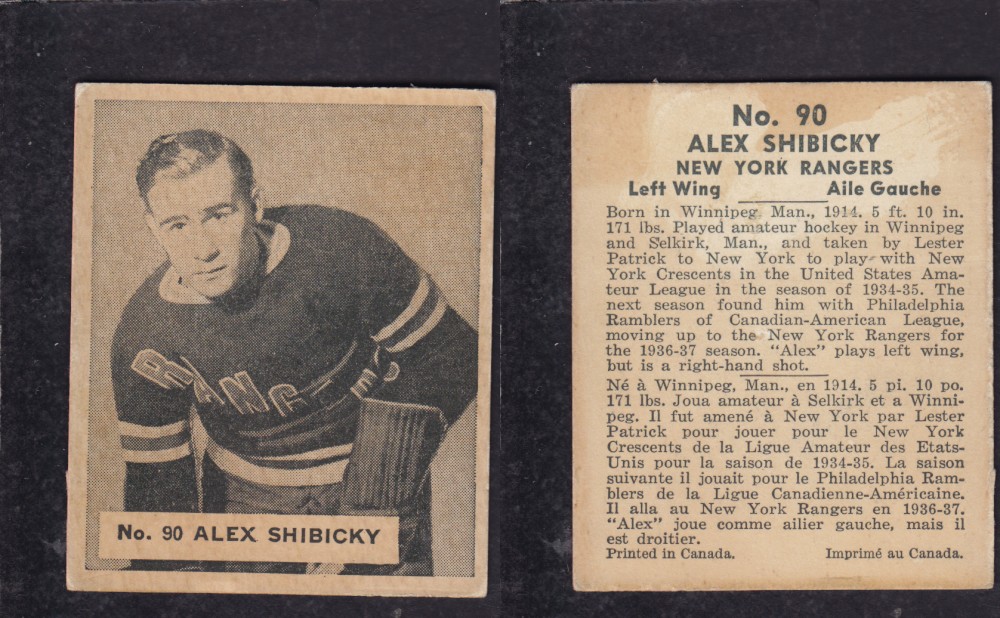 RANGERS
No. 90 ALEX SHIBICKY
No. 90
ALEX SHIBICKY
NEW YORK RANGERS
Left Wing Aile Gauche
Born in Winnipeg, Man., 1914. 5 ft. 10 in.
171 lbs. Played amateur hockey in Winnipeg
and Selkirk, Man., and taken by Lester
Patrick to New York to play with New
York Crescents in the United States Ama-
teur League in the season of 1934-35. The
next season found him with Philadelphia
Ramblers of Canadian-American League,
moving up to the New York Rangers for
the 1936-37 season. "Alex" plays left wing,
but is a right-hand shot.
Né à Winnipeg, Man., en 1914. 5 pi. 10 po.
171 lbs. Joua amateur à Selkirk et a Winni-
peg. Il fut amené à New York par Lester
Patrick pour jouer pour le New York
Crescents de la Ligue Amateur des Etats-
Unis pour la saison de 1934-35. La saison
suivante il jouait pour le Philadelphia Ram-
blers de la Ligue Canadienne-Américaine.
Il alla au New York Rangers en 1936-37.
"Alex" joue comme ailier gauche, mais il
est droitier.
Printed in Canada. Imprimé au Canada.